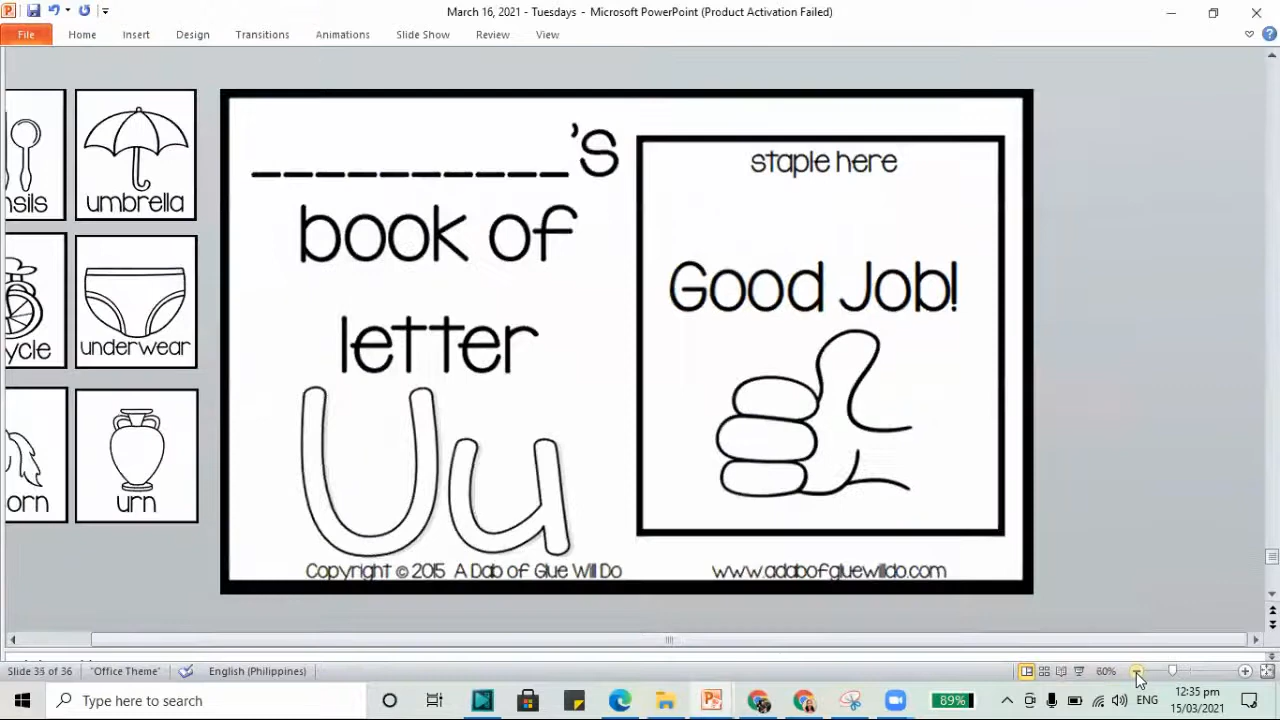 March 16, 2021 - Tuesdays - Microsoft PowerPoint (Product Activation Failed)
File Home Insert Design Transitions Animations Slide Show Review View
nsils
umbrella
ycle
underwear
orn
urn
__________'s
book of
letter
Uu
staple here
Good Job!
Copyright © 2015 A Dab of Glue Will Do
www.adabofgluewilldo.com
Slide 35 of 36
"Office Theme"
English (Philippines)
60%
Type here to search
89%
ENG
12:35 pm
15/03/2021